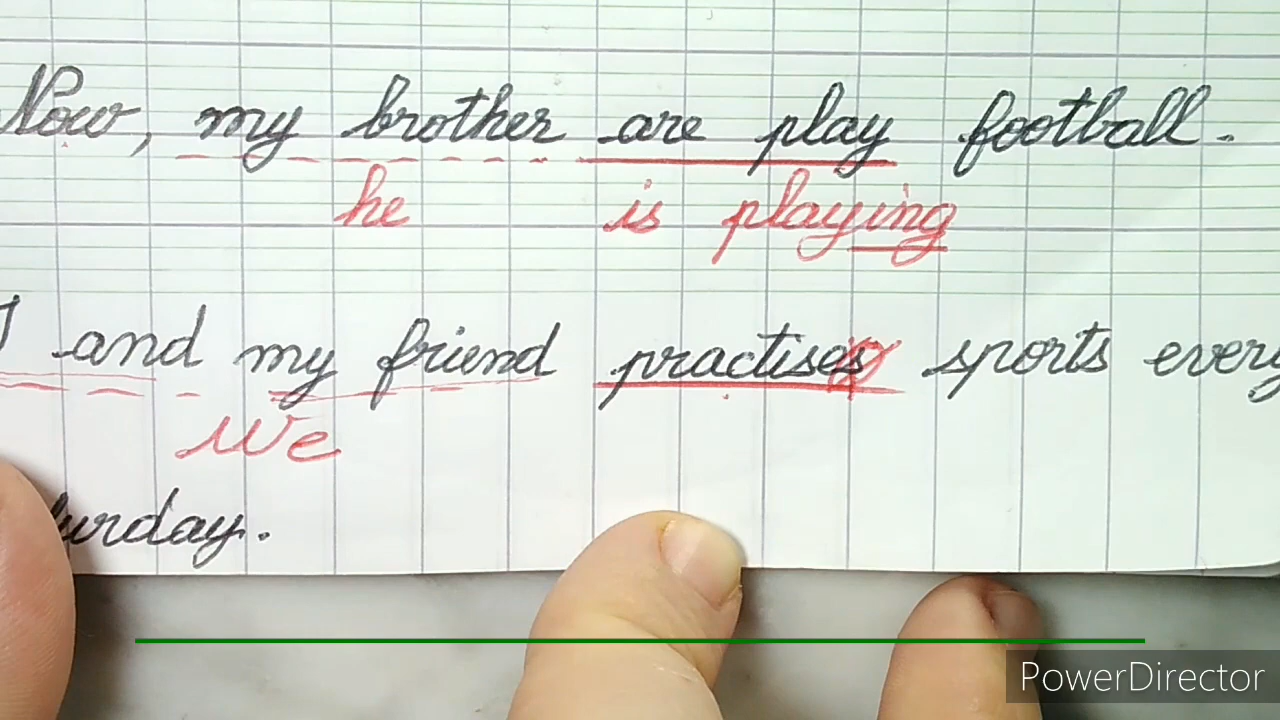 Now, my brother are play football.
he is playing
I and my friend practises sports every
We
urday.
PowerDirector